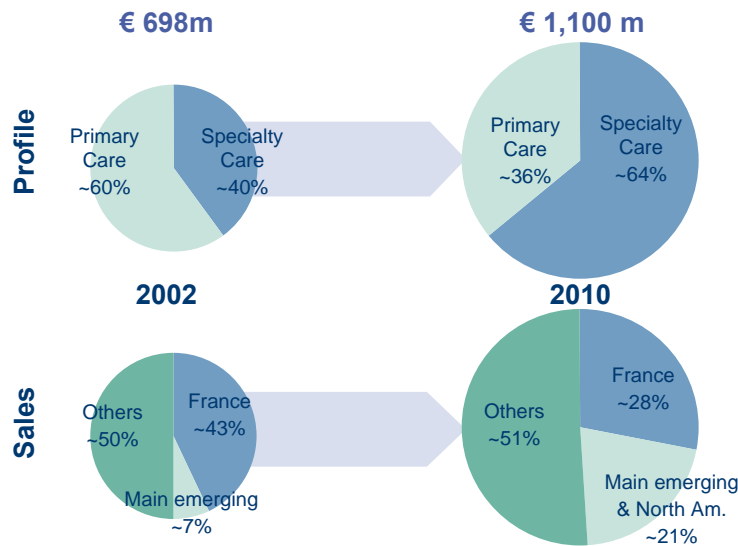 € 698m
€ 1,100 m
Profile
Primary
Care
~60%
Specialty
Care
~40%
Primary
Care
~36%
Specialty
Care
~64%
2002
2010
Sales
Others
~50%
France
~43%
Main emerging
~7%
Others
~51%
France
~28%
Main emerging
& North Am.
~21%